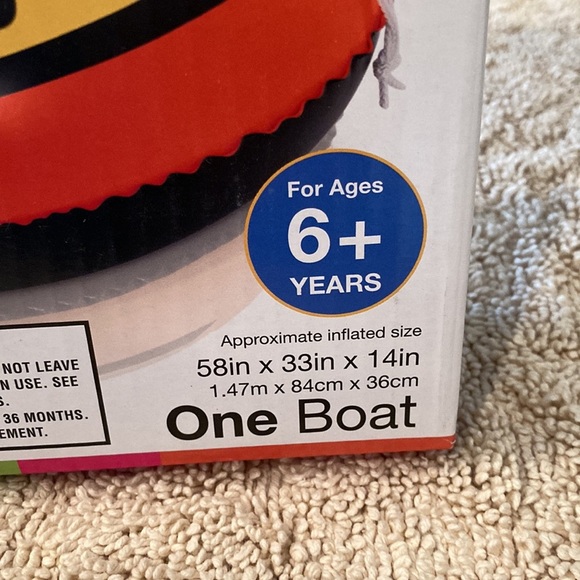 For Ages
6+
YEARS
Approximate inflated size
58in x 33in x 14in
1.47m x 84cm x 36cm
One Boat
NOT LEAVE
N USE. SEE
S.
36 MONTHS.
EMENT.